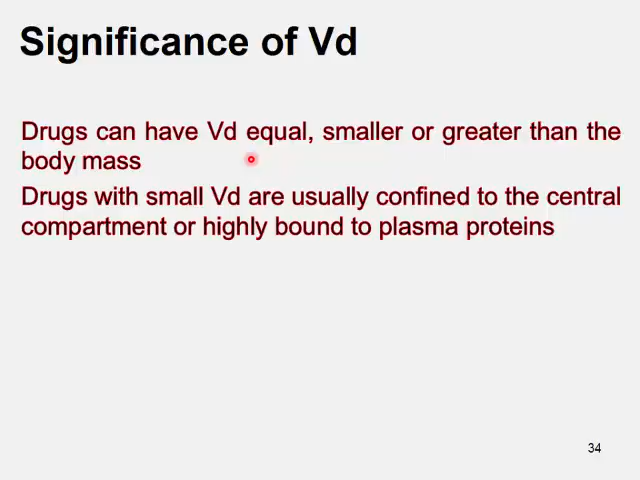 Significance of Vd
Drugs can have Vd equal, smaller or greater than the
body mass
Drugs with small Vd are usually confined to the central
compartment or highly bound to plasma proteins
34